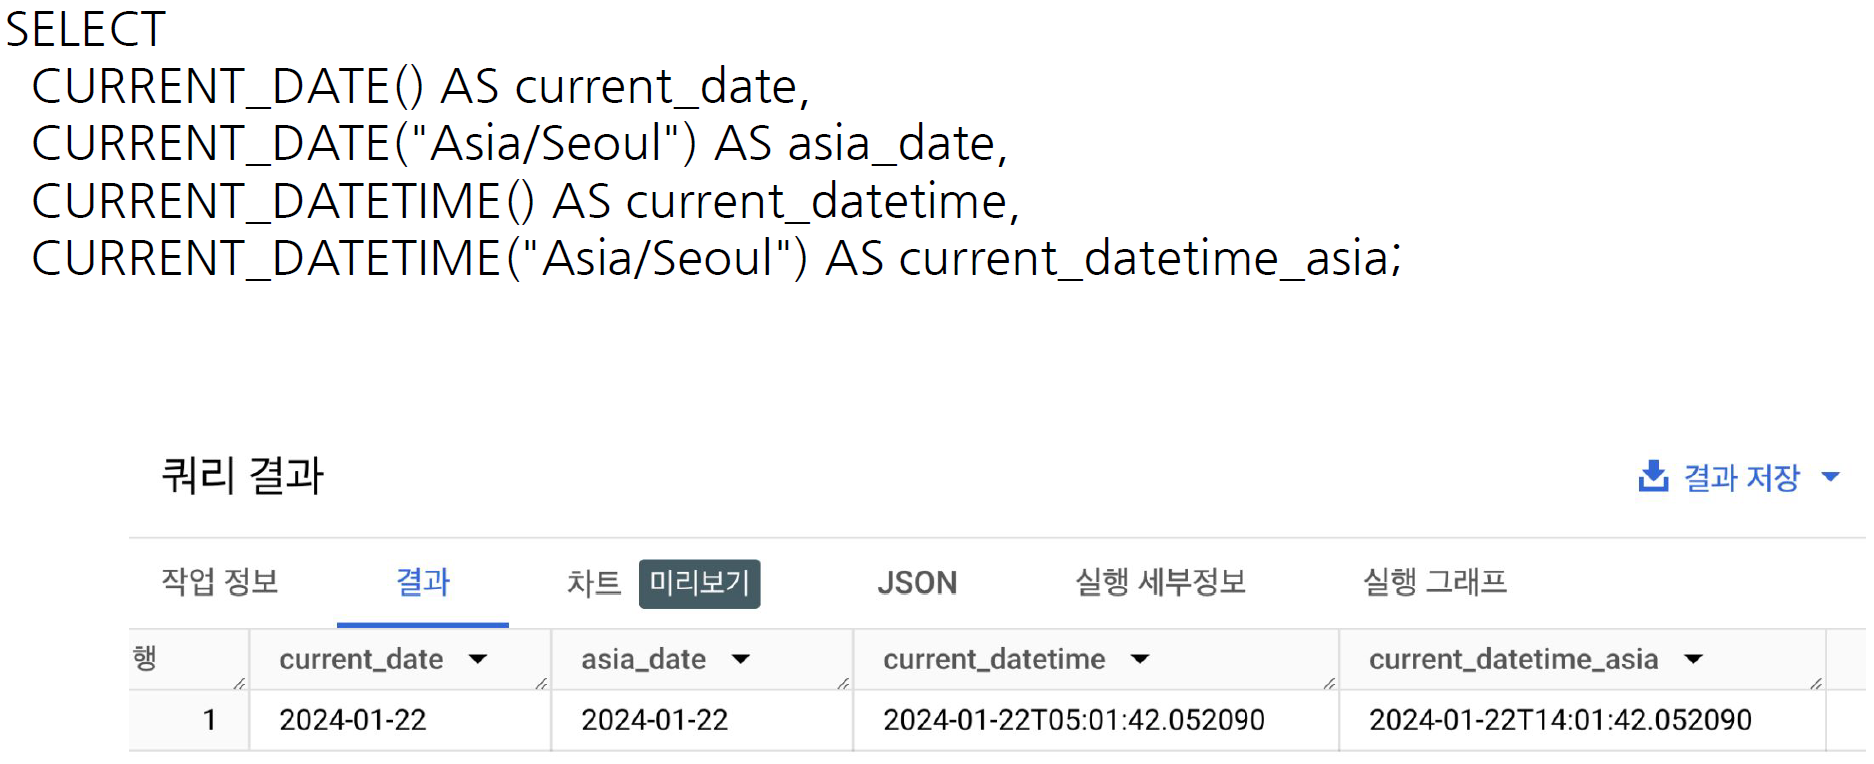 SELECT
CURRENT_DATE() AS current_date,
CURRENT_DATE("Asia/Seoul") AS asia_date,
CURRENT_DATETIME() AS current_datetime,
CURRENT_DATETIME("Asia/Seoul") AS current_datetime_asia;
쿼리 결과 결과 저장
작업 정보 결과 차트 미리보기 JSON 실행 세부정보 실행 그래프
행 current_date asia_date current_datetime current_datetime_asia
1 2024-01-22 2024-01-22 2024-01-22T05:01:42.052090 2024-01-22T14:01:42.052090